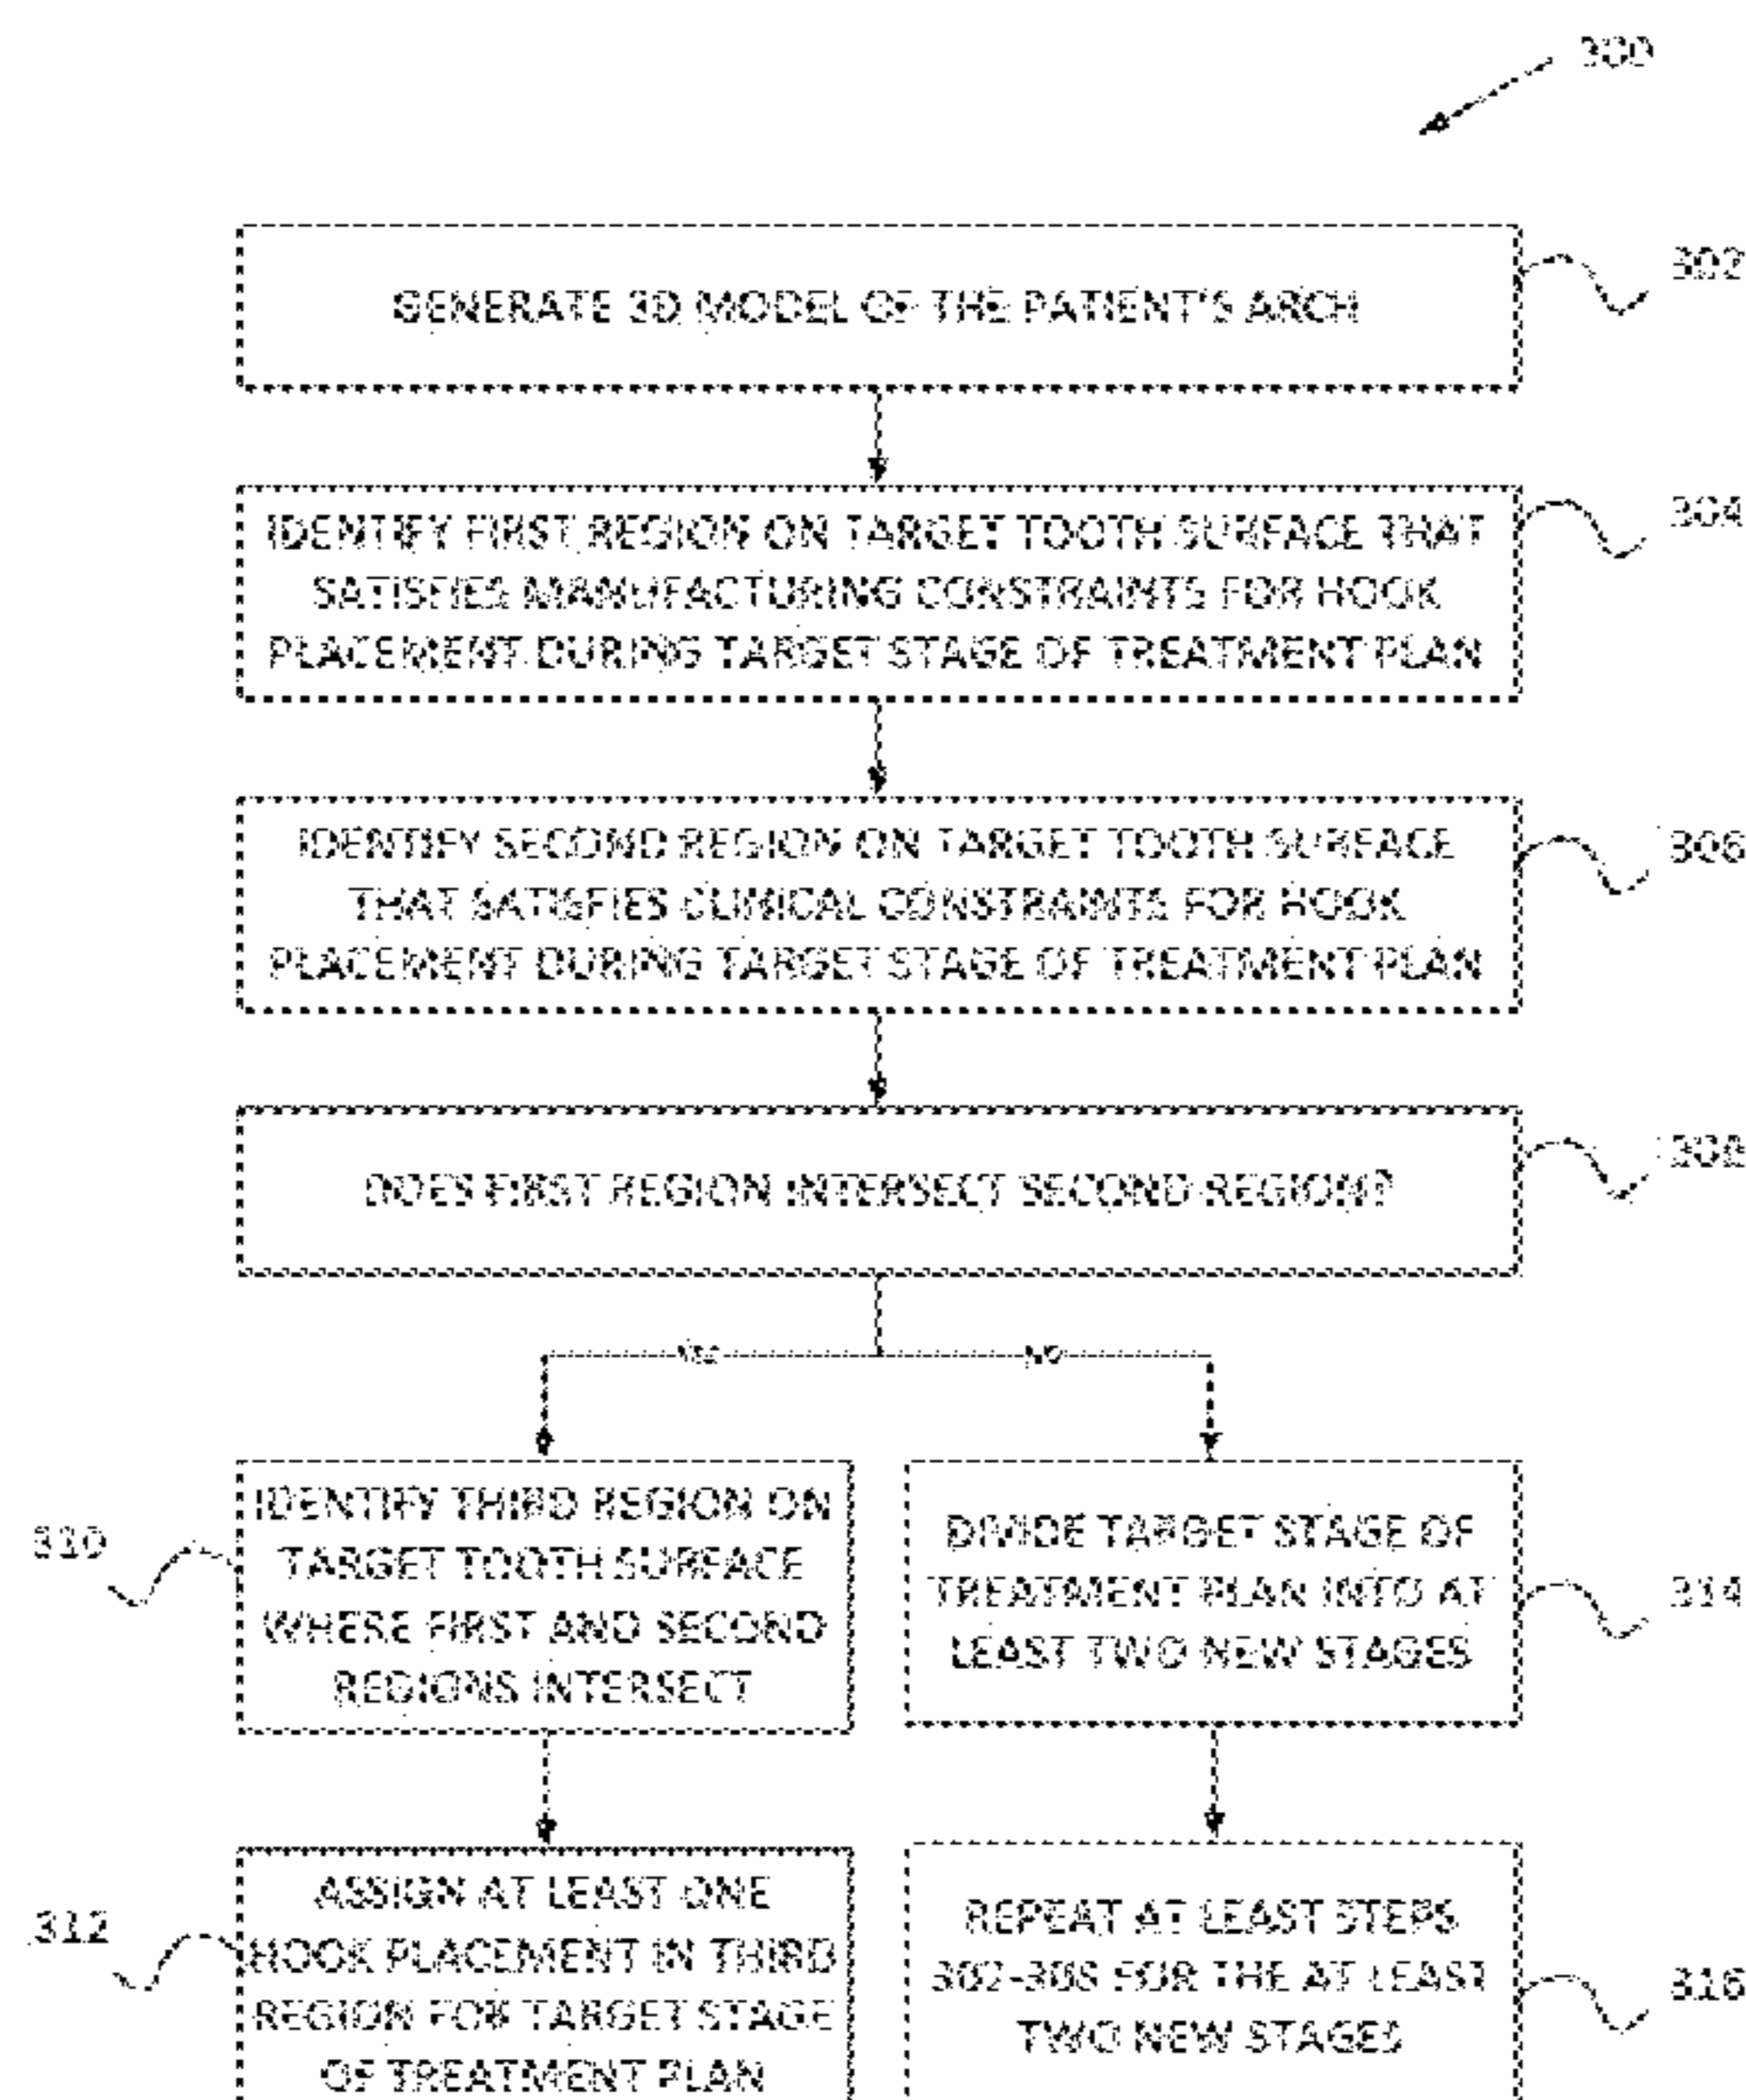 300
GENERATE 3D MODEL OF THE PATIENT'S ARCH
302
IDENTIFY FIRST REGION ON TARGET TOOTH SURFACE THAT
SATISFIES MANUFACTURING CONSTRAINTS FOR HOOK
PLACEMENT DURING TARGET STAGE OF TREATMENT PLAN
304
IDENTIFY SECOND REGION ON TARGET TOOTH SURFACE
THAT SATISFIES CLINICAL CONSTRAINTS FOR HOOK
PLACEMENT DURING TARGET STAGE OF TREATMENT PLAN
306
DOES FIRST REGION INTERSECT SECOND REGION?
308
YES
NO
310
IDENTIFY THIRD REGION ON
TARGET TOOTH SURFACE
WHERE FIRST AND SECOND
REGIONS INTERSECT
DIVIDE TARGET STAGE OF
TREATMENT PLAN INTO AT
LEAST TWO NEW STAGES
314
312
ASSIGN AT LEAST ONE
HOOK PLACEMENT IN THIRD
REGION FOR TARGET STAGE
OF TREATMENT PLAN
REPEAT AT LEAST STEPS
302-308 FOR THE AT LEAST
TWO NEW STAGES
316